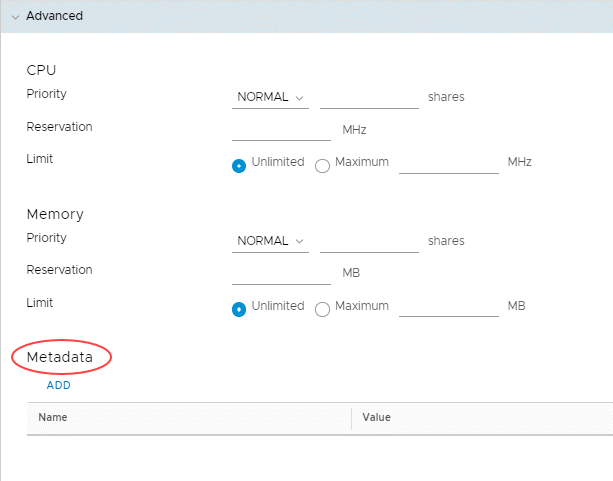 Advanced
CPU
Priority NORMAL shares
Reservation MHz
Limit Unlimited Maximum MHz
Memory
Priority NORMAL shares
Reservation MB
Limit Unlimited Maximum MB
Metadata
ADD
Name Value